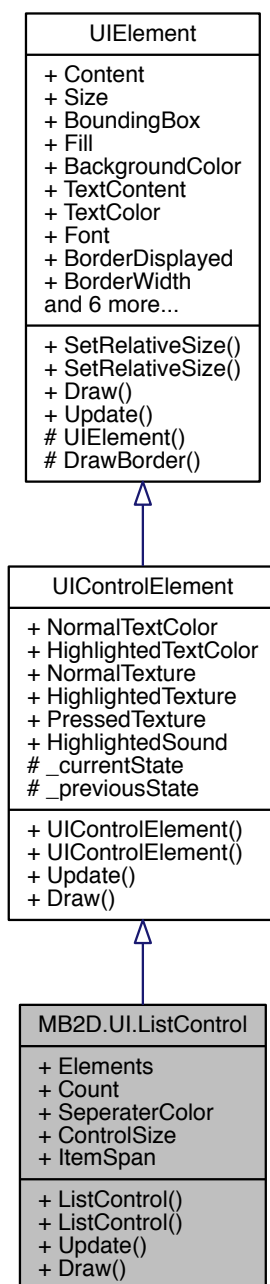 UIElement
+ Content
+ Size
+ BoundingBox
+ Fill
+ BackgroundColor
+ TextContent
+ TextColor
+ Font
+ BorderDisplayed
+ BorderWidth
and 6 more...
+ SetRelativeSize()
+ SetRelativeSize()
+ Draw()
+ Update()
# UIElement()
# DrawBorder()
UIControlElement
+ NormalTextColor
+ HighlightedTextColor
+ NormalTexture
+ HighlightedTexture
+ PressedTexture
+ HighlightedSound
# _currentState
# _previousState
+ UIControlElement()
+ UIControlElement()
+ Update()
+ Draw()
MB2D.UI.ListControl
+ Elements
+ Count
+ SeperaterColor
+ ControlSize
+ ItemSpan
+ ListControl()
+ ListControl()
+ Update()
+ Draw()